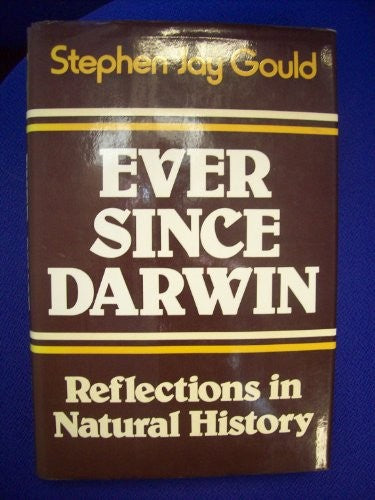 Stephen Jay Gould
EVER
SINCE
DARWIN
Reflections in
Natural History